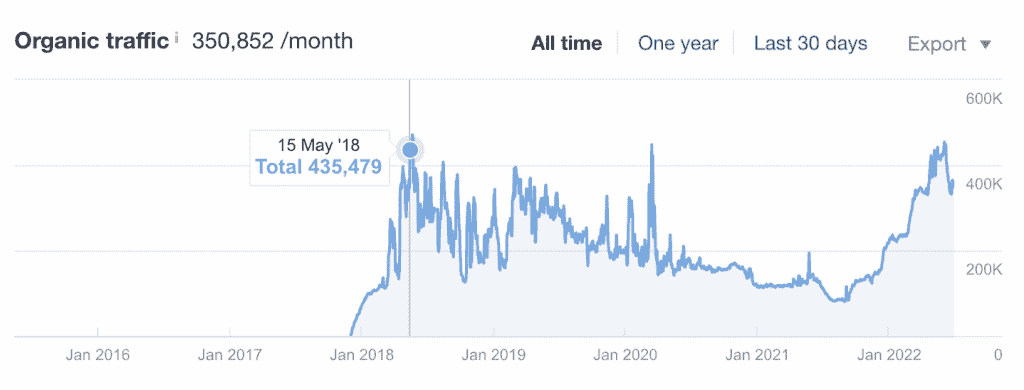 Organic traffic i 350,852 /month
All time One year Last 30 days Export
600K
15 May '18
Total 435,479
400K
200K
Jan 2016 Jan 2017 Jan 2018 Jan 2019 Jan 2020 Jan 2021 Jan 2022 0